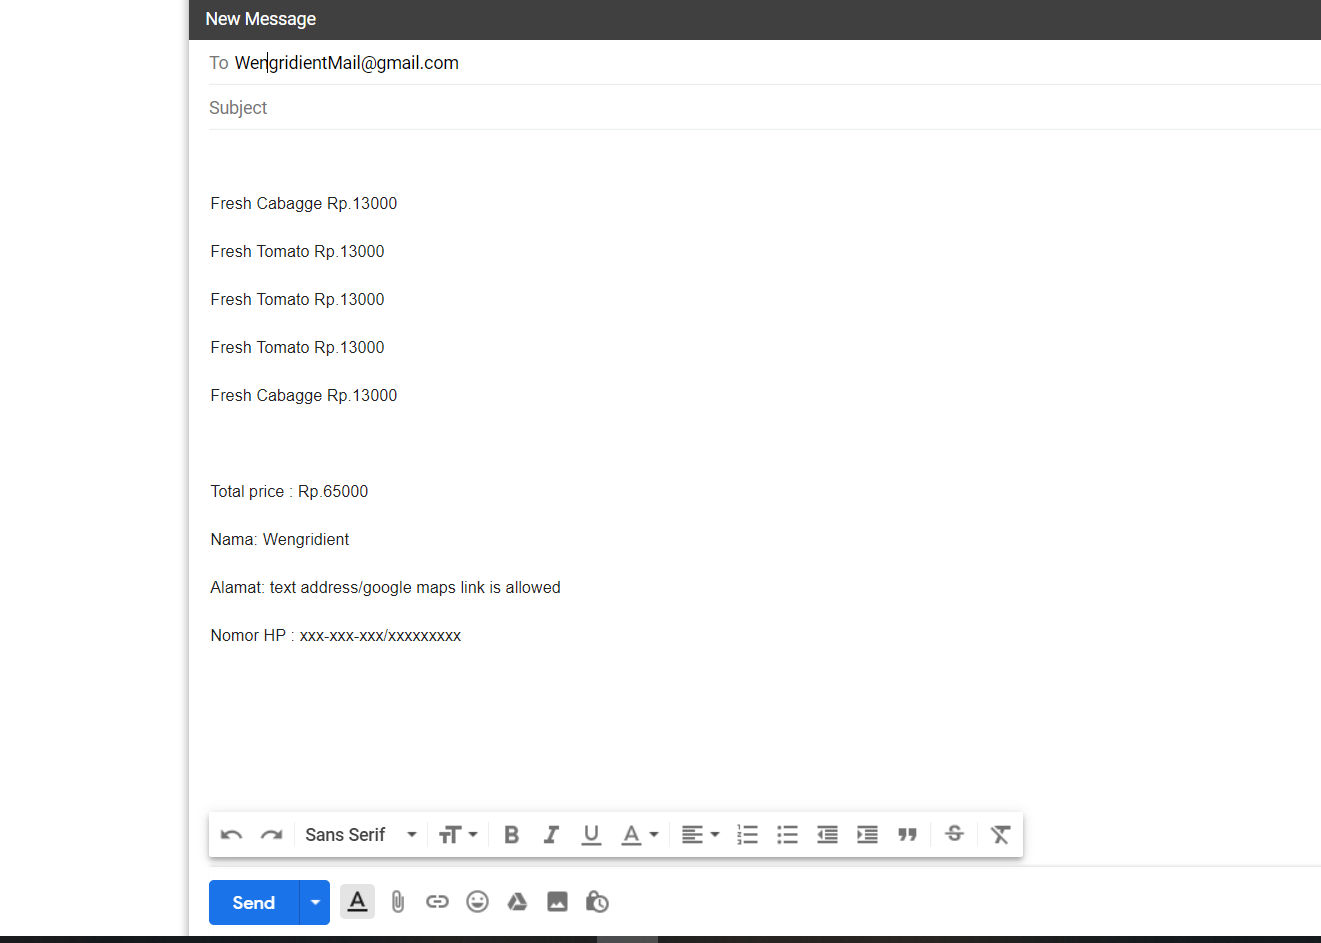 New Message
To WengridientMail@gmail.com
Subject
Fresh Cabagge Rp.13000
Fresh Tomato Rp.13000
Fresh Tomato Rp.13000
Fresh Tomato Rp.13000
Fresh Cabagge Rp.13000
Total price : Rp.65000
Nama: Wengridient
Alamat: text address/google maps link is allowed
Nomor HP : xxx-xxx-xxx/xxxxxxxxx
Sans Serif
Send